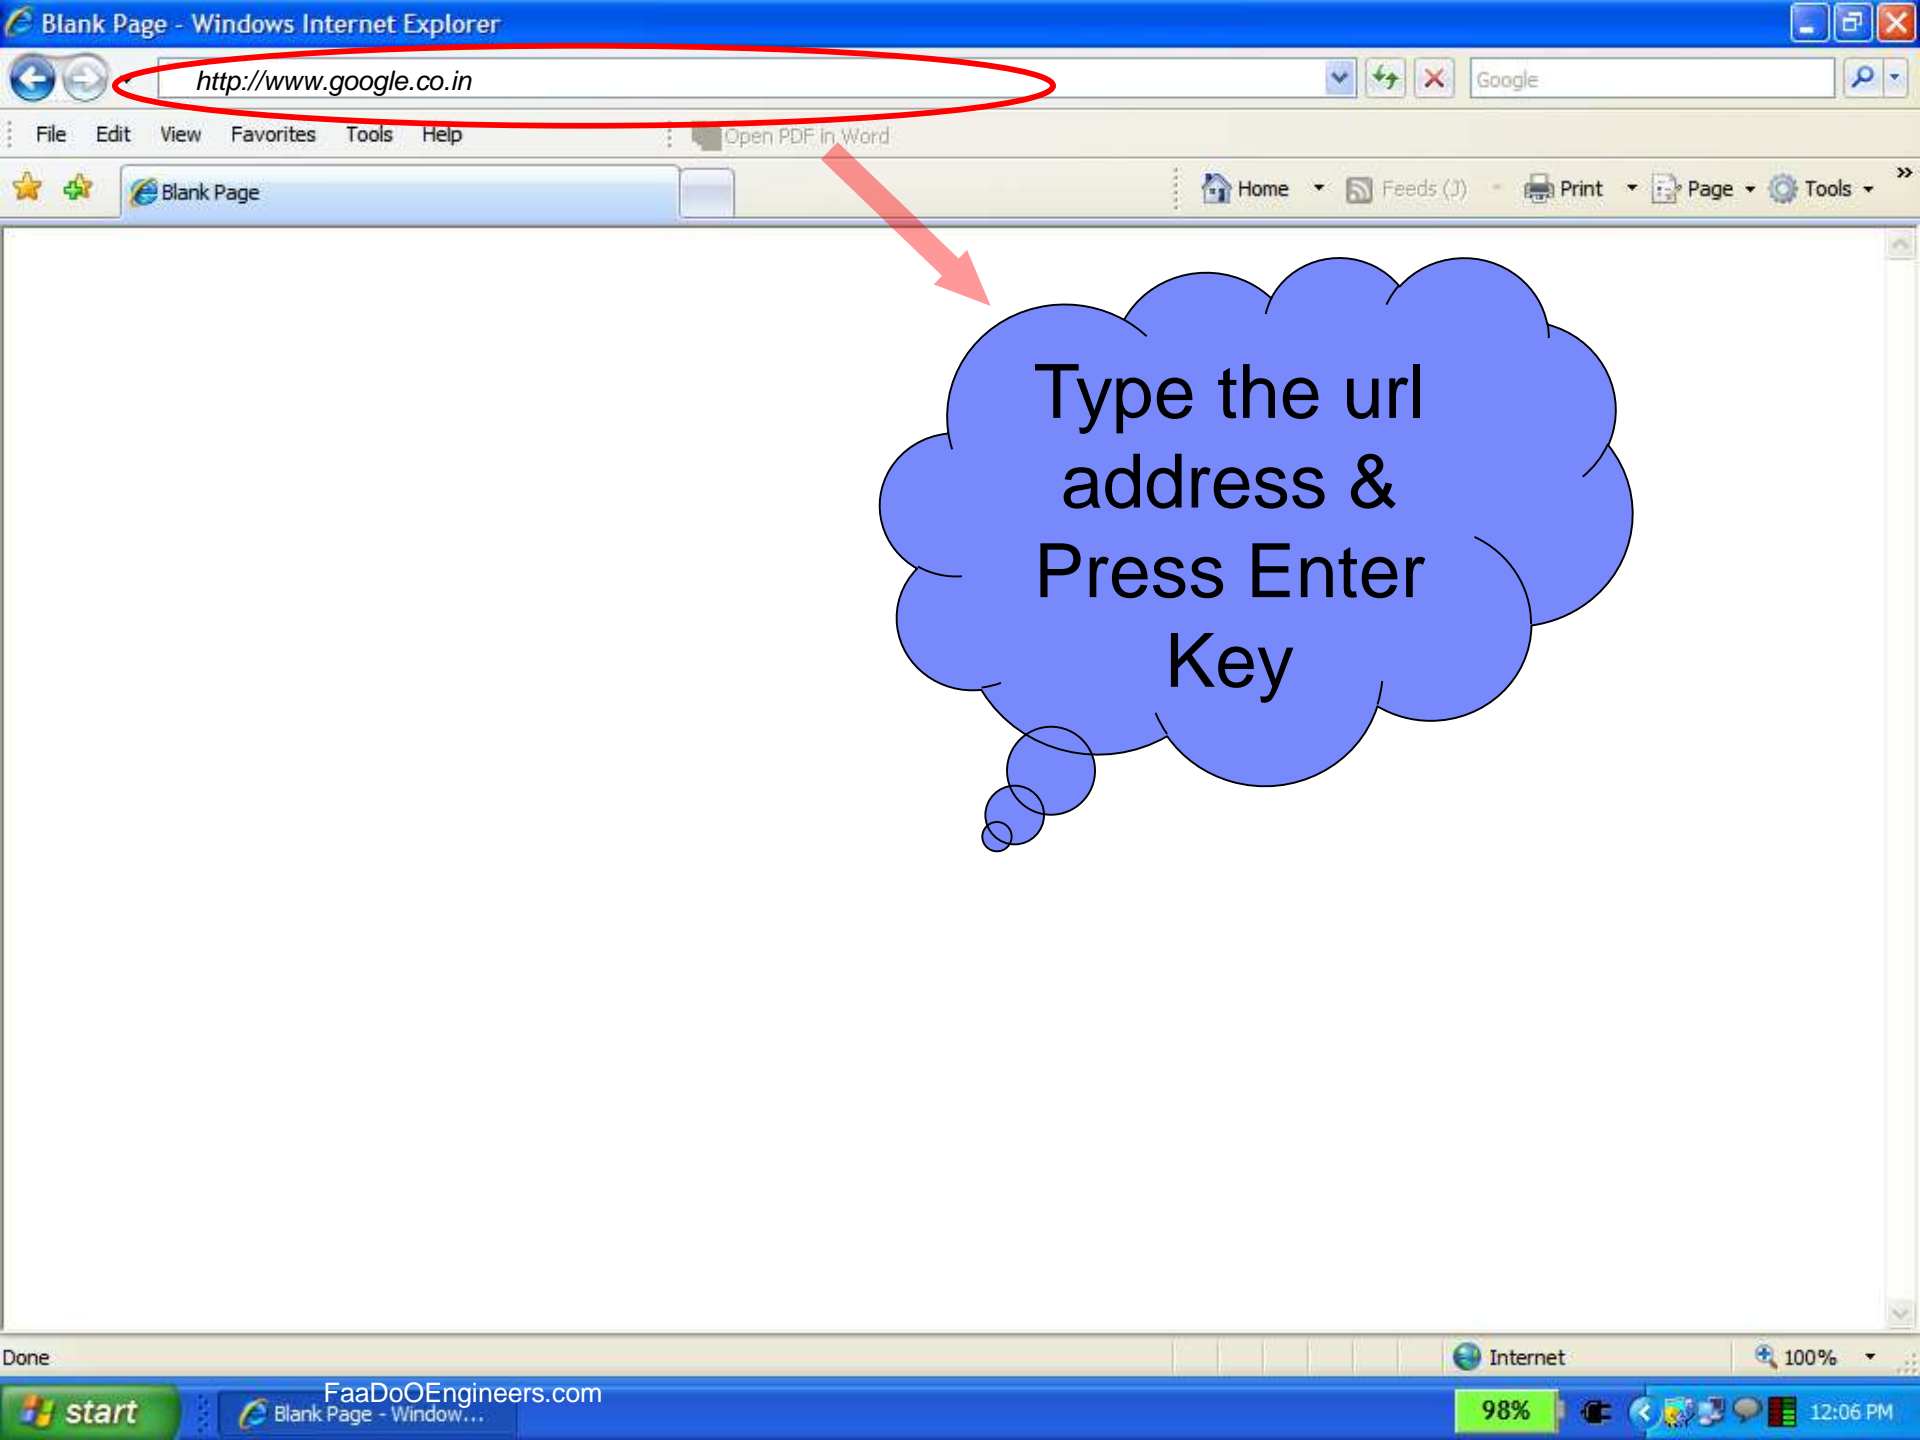 Blank Page - Windows Internet Explorer
http://www.google.co.in
Google
File Edit View Favorites Tools Help
Open PDF in Word
Blank Page
Home
Feeds (J)
Print
Page
Tools
»
Type the url
address &
Press Enter
Key
Done
Internet
100%
start
Blank Page - Window...
FaaDoOEngineers.com
98%
12:06 PM